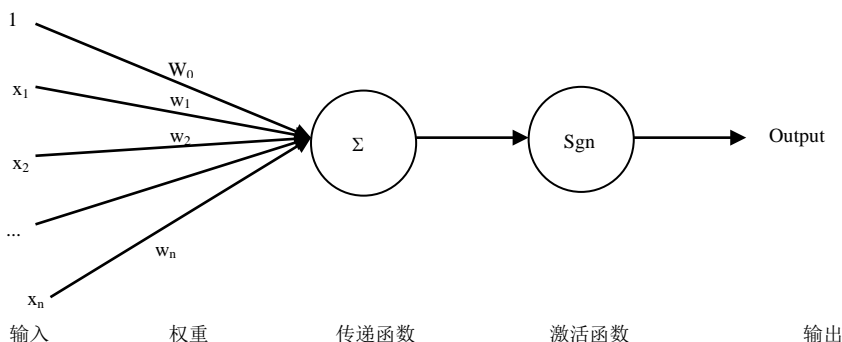 1
W₀
x₁
w₁
w₂
x₂
Σ
Sgn
Output
...
wₙ
xₙ
输入 权重 传递函数 激活函数 输出